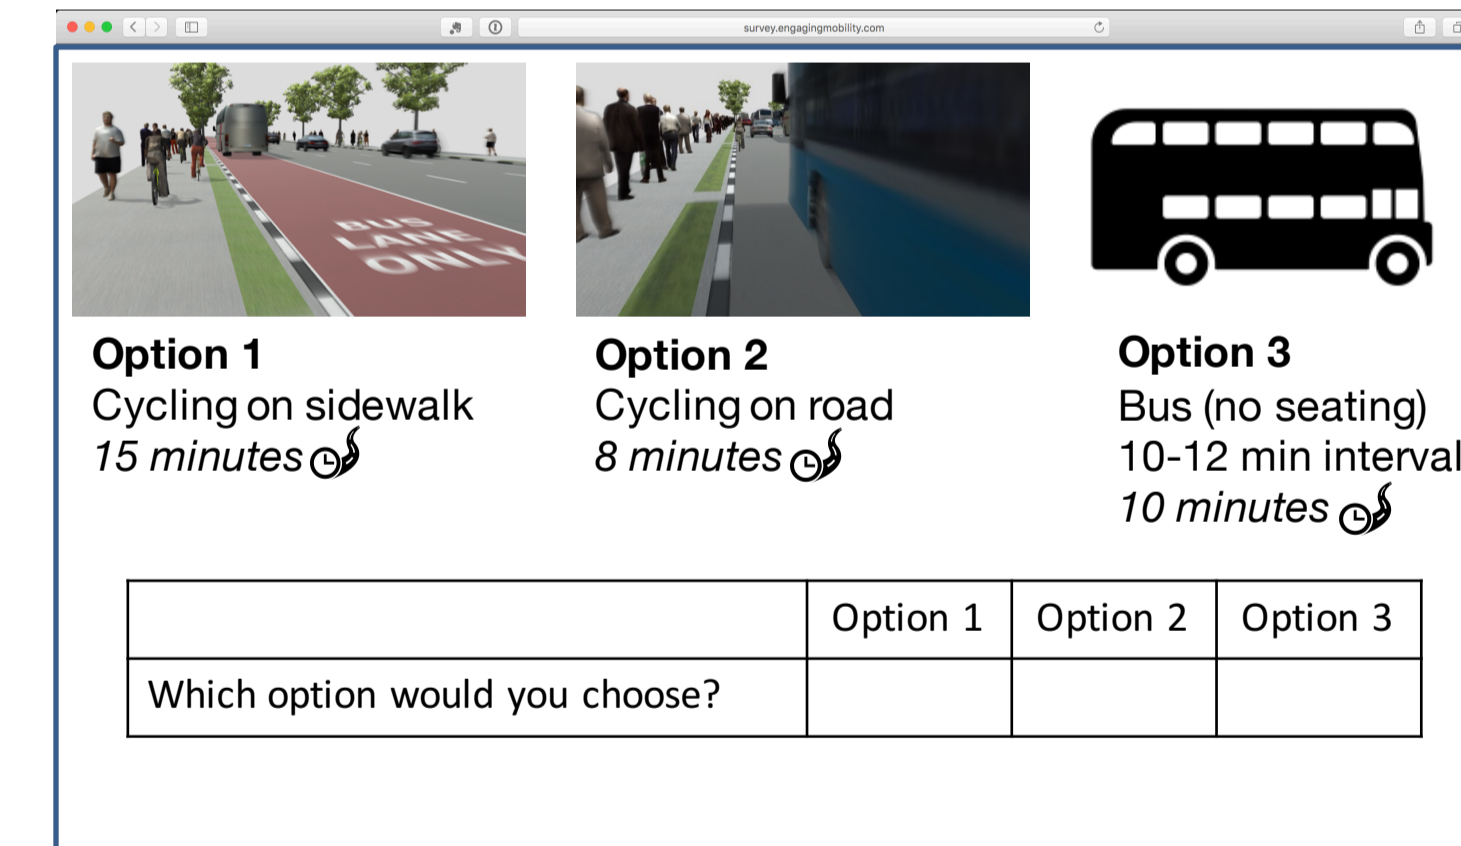 survey.engagingmobility.com
BUS
LANE
ONLY
Option 1
Cycling on sidewalk
15 minutes
Option 2
Cycling on road
8 minutes
Option 3
Bus (no seating)
10-12 min interval
10 minutes
Option 1 Option 2 Option 3
Which option would you choose?